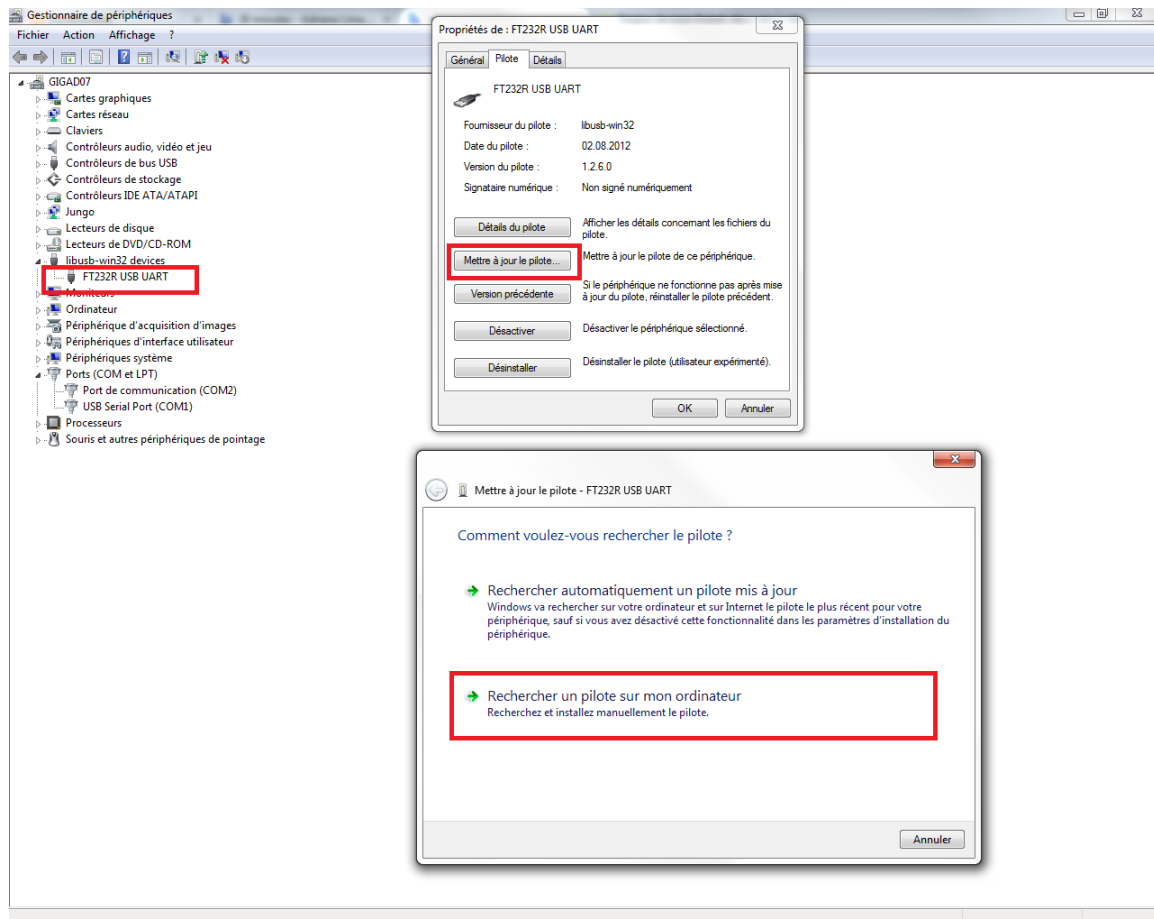 Gestionnaire de périphériques
Fichier Action Affichage ?
GIGAD07
Cartes graphiques
Cartes réseau
Claviers
Contrôleurs audio, vidéo et jeu
Contrôleurs de bus USB
Contrôleurs de stockage
Contrôleurs IDE ATA/ATAPI
Jungo
Lecteurs de disque
Lecteurs de DVD/CD-ROM
libusb-win32 devices
FT232R USB UART
Moniteurs
Ordinateur
Périphérique d'acquisition d'images
Périphériques d'interface utilisateur
Périphériques système
Ports (COM et LPT)
Port de communication (COM2)
USB Serial Port (COM1)
Processeurs
Souris et autres périphériques de pointage
Propriétés de : FT232R USB UART
Général Pilote Détails
FT232R USB UART
Fournisseur du pilote : libusb-win32
Date du pilote : 02.08.2012
Version du pilote : 1.2.6.0
Signataire numérique : Non signé numériquement
Détails du pilote
Afficher les détails concernant les fichiers du
pilote.
Mettre à jour le pilote...
Mettre à jour le pilote de ce périphérique.
Version précédente
Si le périphérique ne fonctionne pas après mise
à jour du pilote, réinstaller le pilote précédent.
Désactiver
Désactiver le périphérique sélectionné.
Désinstaller
Désinstaller le pilote (utilisateur expérimenté).
OK Annuler
Mettre à jour le pilote - FT232R USB UART
Comment voulez-vous rechercher le pilote ?
Rechercher automatiquement un pilote mis à jour
Windows va rechercher sur votre ordinateur et sur Internet le pilote le plus récent pour votre
périphérique, sauf si vous avez désactivé cette fonctionnalité dans les paramètres d'installation du
périphérique.
Rechercher un pilote sur mon ordinateur
Recherchez et installez manuellement le pilote.
Annuler